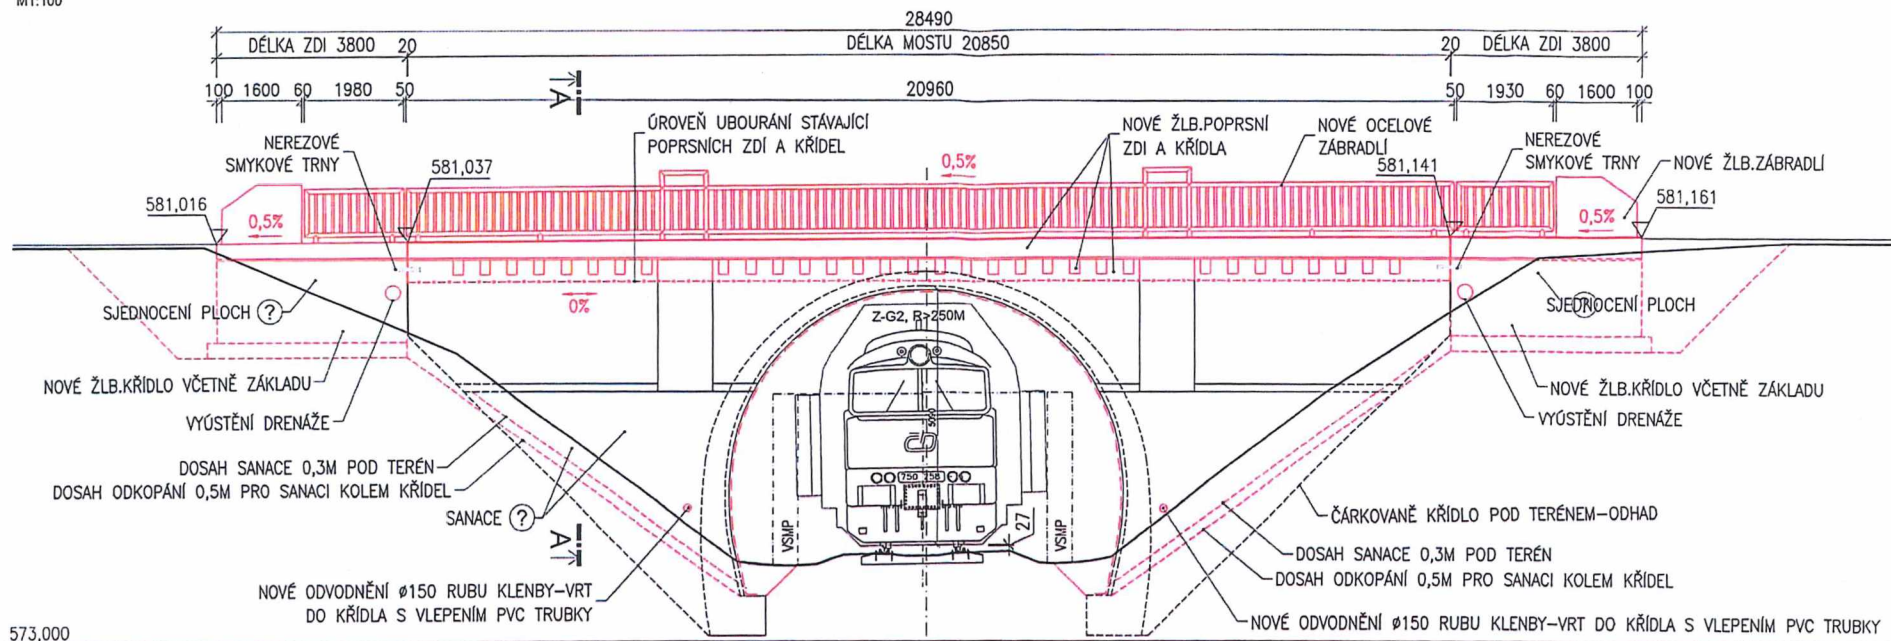 M1:100
28490
DÉLKA ZDI 3800 20 DÉLKA MOSTU 20850 20 DÉLKA ZDI 3800
100 1600 60 1980 50 20960 50 1930 60 1600 100
A
NEREZOVÉ
SMYKOVÉ TRNY
ÚROVEŇ UBOURÁNÍ STÁVAJÍCÍ
POPRSNÍCH ZDÍ A KŘÍDEL
NOVÉ ŽLB.POPRSNÍ
ZDI A KŘÍDLA
NOVÉ OCELOVÉ
ZÁBRADLÍ
NEREZOVÉ
SMYKOVÉ TRNY
NOVÉ ŽLB.ZÁBRADLÍ
581,037
0,5%
581,141
581,016
0,5%
0,5%
581,161
SJEDNOCENÍ PLOCH ?
0%
Z-G2, R>250M
SJEDNOCENÍ PLOCH
?
NOVÉ ŽLB.KŘÍDLO VČETNĚ ZÁKLADU
NOVÉ ŽLB.KŘÍDLO VČETNĚ ZÁKLADU
VYÚSTĚNÍ DRENÁŽE
VYÚSTĚNÍ DRENÁŽE
DOSAH SANACE 0,3M POD TERÉN
DOSAH ODKOPÁNÍ 0,5M PRO SANACI KOLEM KŘÍDEL
750 258
SANACE ?
A
VSMP
27
VSMP
ČÁRKOVANĚ KŘÍDLO POD TERÉNEM-ODHAD
DOSAH SANACE 0,3M POD TERÉN
DOSAH ODKOPÁNÍ 0,5M PRO SANACI KOLEM KŘÍDEL
NOVÉ ODVODNĚNÍ ø150 RUBU KLENBY-VRT
DO KŘÍDLA S VLEPENÍM PVC TRUBKY
NOVÉ ODVODNĚNÍ ø150 RUBU KLENBY-VRT DO KŘÍDLA S VLEPENÍM PVC TRUBKY
573,000